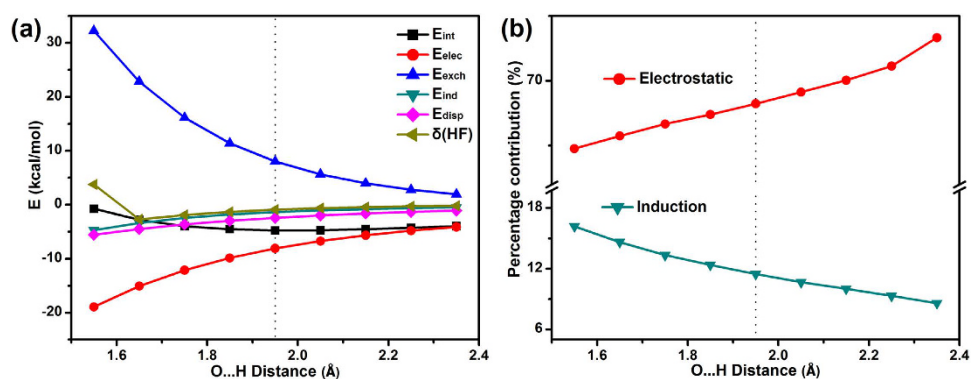 (a)
E (kcal/mol)
30
20
10
0
-10
-20
1.6
1.8
2.0
2.2
2.4
O...H Distance (Å)
Eint
Eelec
Eexch
Eind
Edisp
δ(HF)
(b)
Percentage contribution (%)
70
18
12
6
1.6
1.8
2.0
2.2
2.4
O...H Distance (Å)
Electrostatic
Induction